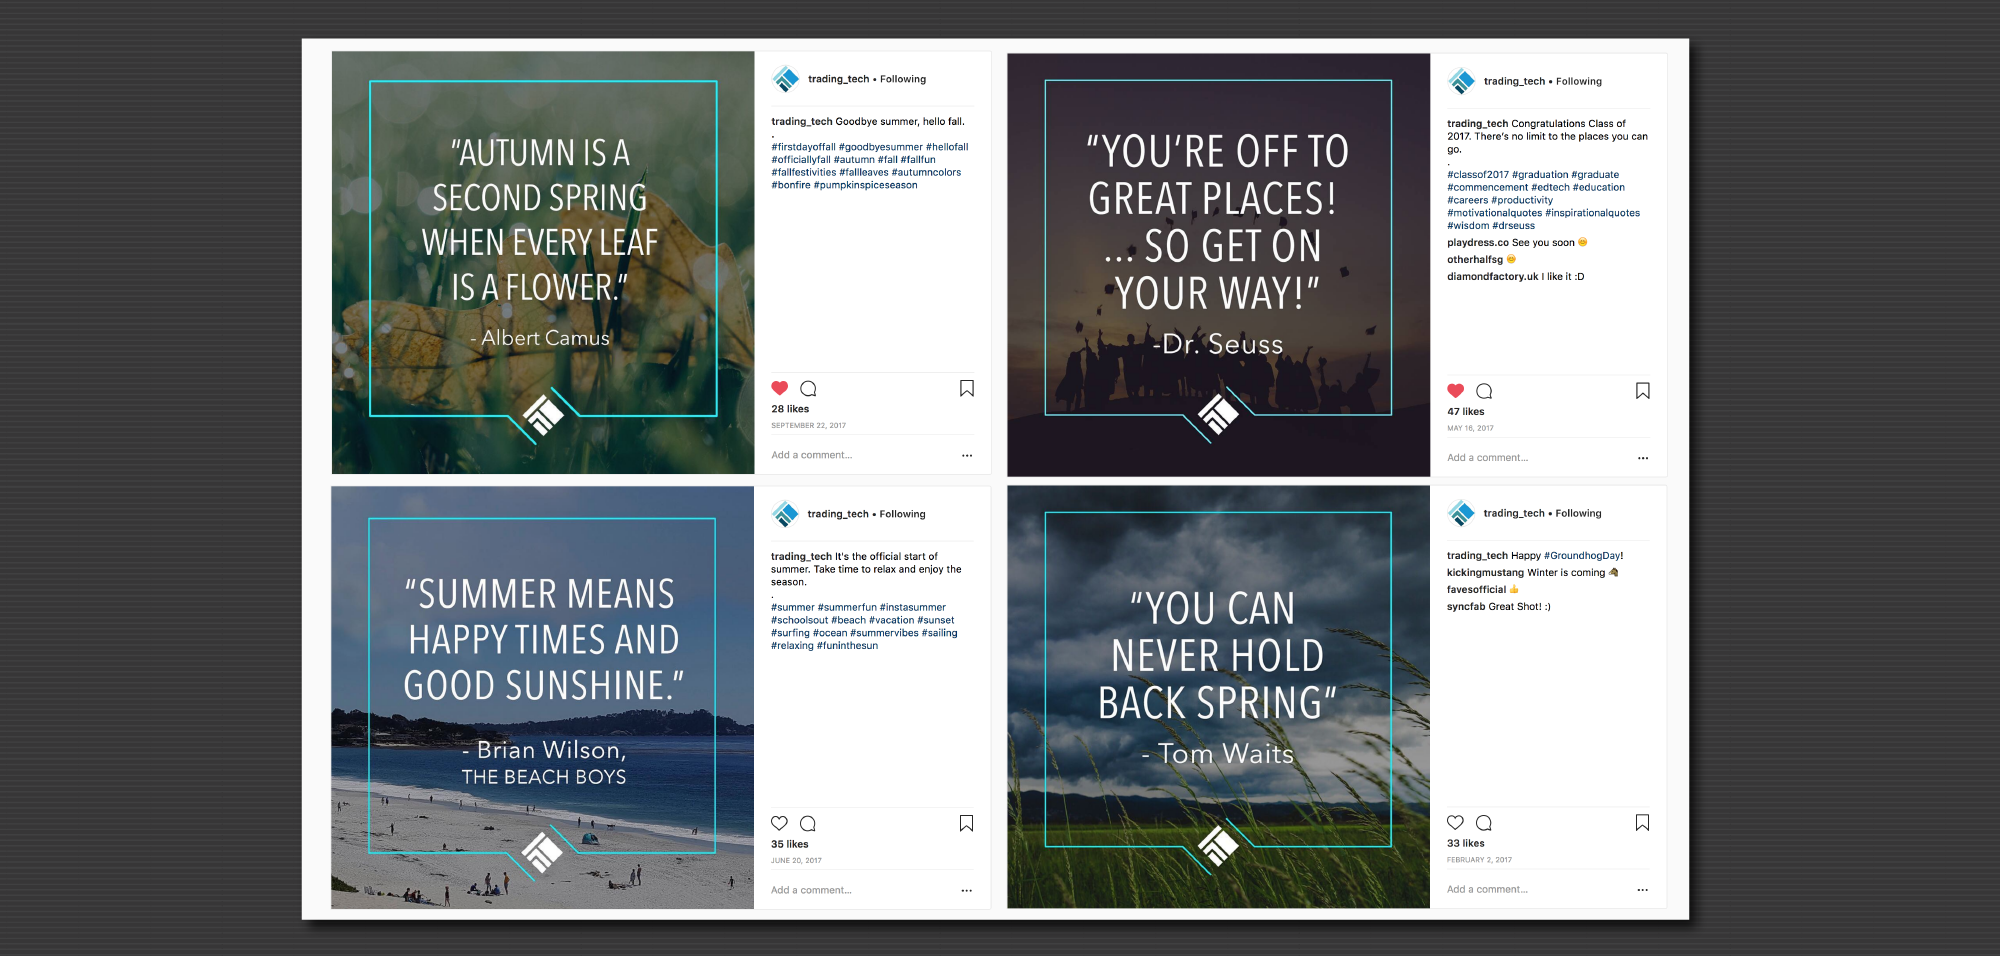 “AUTUMN IS A
SECOND SPRING
WHEN EVERY LEAF
IS A FLOWER.”
- Albert Camus
trading_tech • Following
trading_tech Goodbye summer, hello fall.
.
#firstdayoffall #goodbyesummer #hellofall
#officiallyfall #autumn #fall #fallfun
#fallfestivities #fallleaves #autumncolors
#bonfire #pumpkinspiceseason
28 likes
SEPTEMBER 22, 2017
Add a comment...
“YOU’RE OFF TO
GREAT PLACES!
... SO GET ON
YOUR WAY!”
-Dr. Seuss
trading_tech • Following
trading_tech Congratulations Class of
2017. There's no limit to the places you can
go.
.
#classof2017 #graduation #graduate
#commencement #edtech #education
#careers #productivity
#motivationalquotes #inspirationalquotes
#wisdom #drseuss
playdress.co See you soon 😊
otherhalfsg 😊
diamondfactory.uk I like it :D
47 likes
MAY 16, 2017
Add a comment...
“SUMMER MEANS
HAPPY TIMES AND
GOOD SUNSHINE.”
- Brian Wilson,
THE BEACH BOYS
trading_tech • Following
trading_tech It's the official start of
summer. Take time to relax and enjoy the
season.
.
#summer #summerfun #instasummer
#schoolsout #beach #vacation #sunset
#surfing #ocean #summervibes #sailing
#relaxing #funinthesun
35 likes
JUNE 20, 2017
Add a comment...
“YOU CAN
NEVER HOLD
BACK SPRING”
- Tom Waits
trading_tech • Following
trading_tech Happy #GroundhogDay!
kickingmustang Winter is coming 🐴
favesofficial 👍
syncfab Great Shot! :)
33 likes
FEBRUARY 2, 2017
Add a comment...